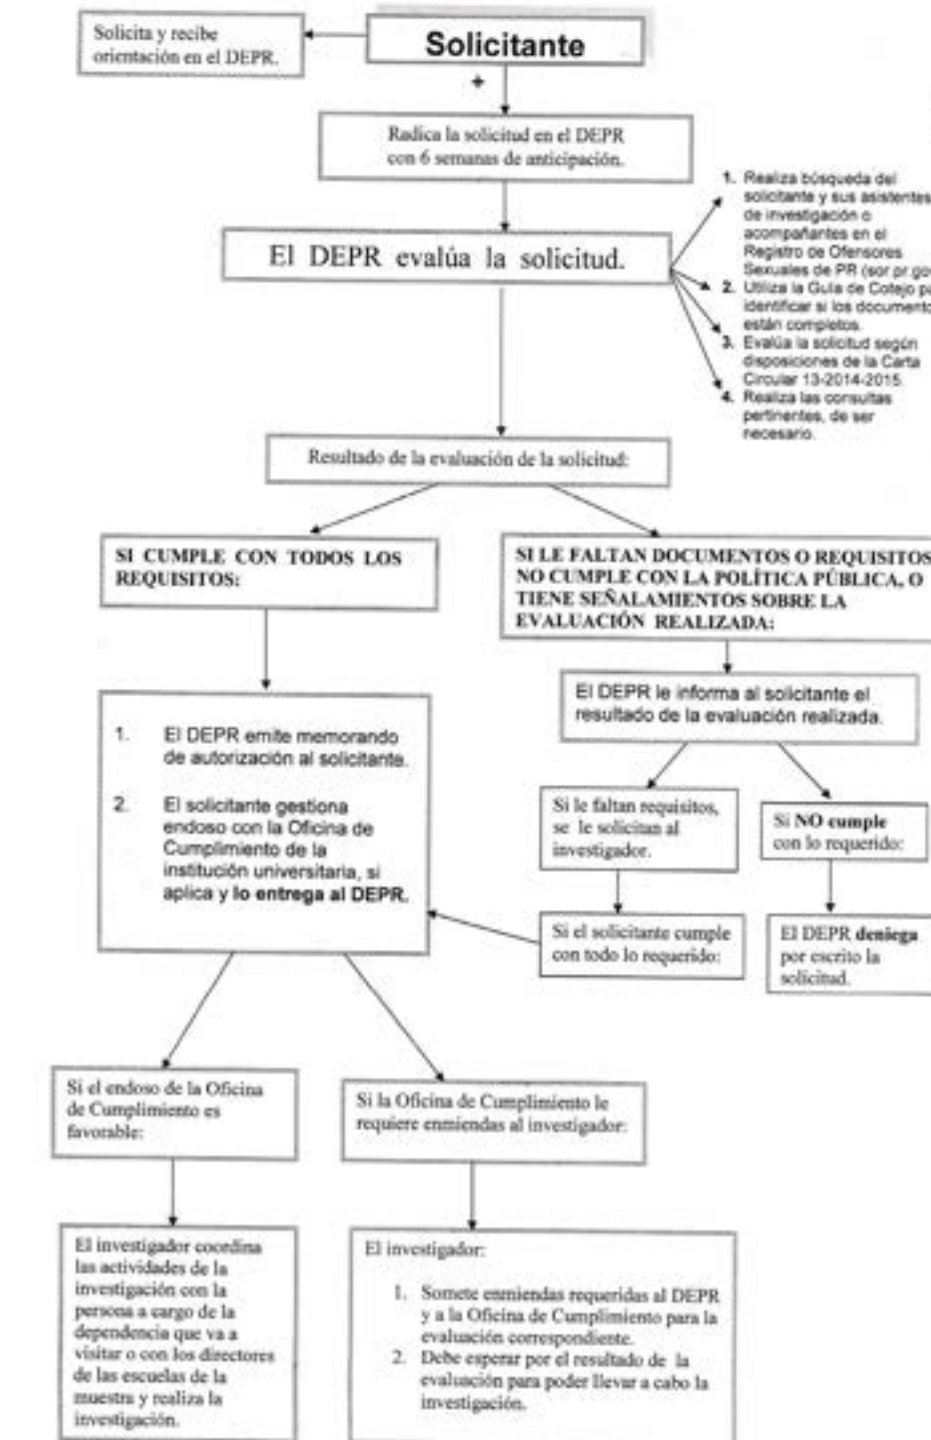 Solicita y recibe
orientación en el DEPR.
Solicitante
+
Radica la solicitud en el DEPR
con 6 semanas de anticipación.
El DEPR evalúa la solicitud.
1. Realiza búsqueda del
solicitante y sus asistentes
de investigación o
acompañantes en el
Registro de Ofensores
Sexuales de PR (sor.pr.go
2. Utiliza la Guía de Cotejo pa
identificar si los documento
están completos.
3. Evalúa la solicitud según
disposiciones de la Carta
Circular 13-2014-2015.
4. Realiza las consultas
pertinentes, de ser
necesario.
Resultado de la evaluación de la solicitud:
SI CUMPLE CON TODOS LOS
REQUISITOS:
SI LE FALTAN DOCUMENTOS O REQUISITOS
NO CUMPLE CON LA POLÍTICA PÚBLICA, O
TIENE SEÑALAMIENTOS SOBRE LA
EVALUACIÓN REALIZADA:
El DEPR le informa al solicitante el
resultado de la evaluación realizada.
1. El DEPR emite memorando
de autorización al solicitante.
2. El solicitante gestiona
endoso con la Oficina de
Cumplimiento de la
institución universitaria, si
aplica y lo entrega al DEPR.
Si le faltan requisitos,
se le solicitan al
investigador.
Si NO cumple
con lo requerido:
Si el solicitante cumple
con todo lo requerido:
El DEPR deniega
por escrito la
solicitud.
Si el endoso de la Oficina
de Cumplimiento es
favorable:
Si la Oficina de Cumplimiento le
requiere enmiendas al investigador:
El investigador coordina
las actividades de la
investigación con la
persona a cargo de la
dependencia que va a
visitar o con los directores
de las escuelas de la
muestra y realiza la
investigación.
El investigador:
1. Somete enmiendas requeridas al DEPR
y a la Oficina de Cumplimiento para la
evaluación correspondiente.
2. Debe esperar por el resultado de la
evaluación para poder llevar a cabo la
investigación.